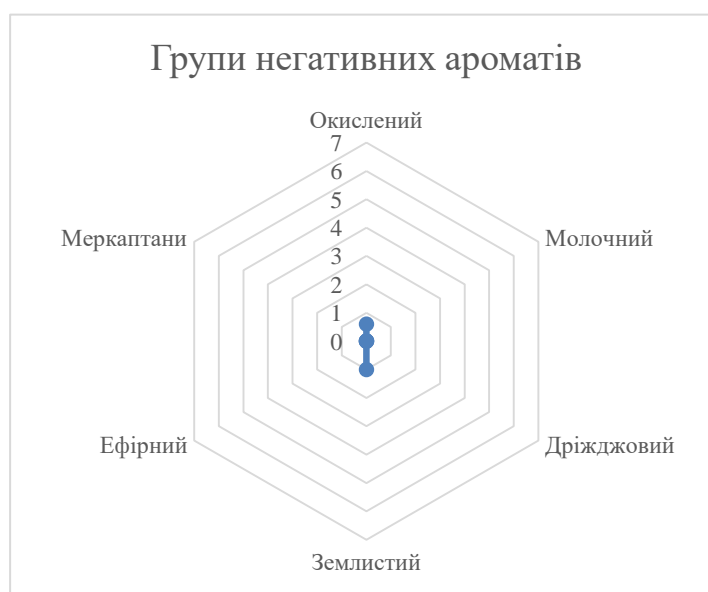 Групи негативних ароматів
Окислений
7
6
5
4
3
2
1
0
Меркаптани
Молочний
Ефірний
Дріжджовий
Землистий